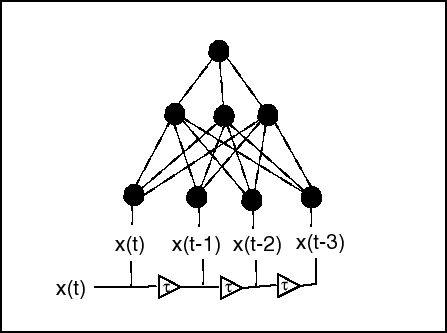 x(t) x(t-1) x(t-2) x(t-3)
x(t) τ τ τ